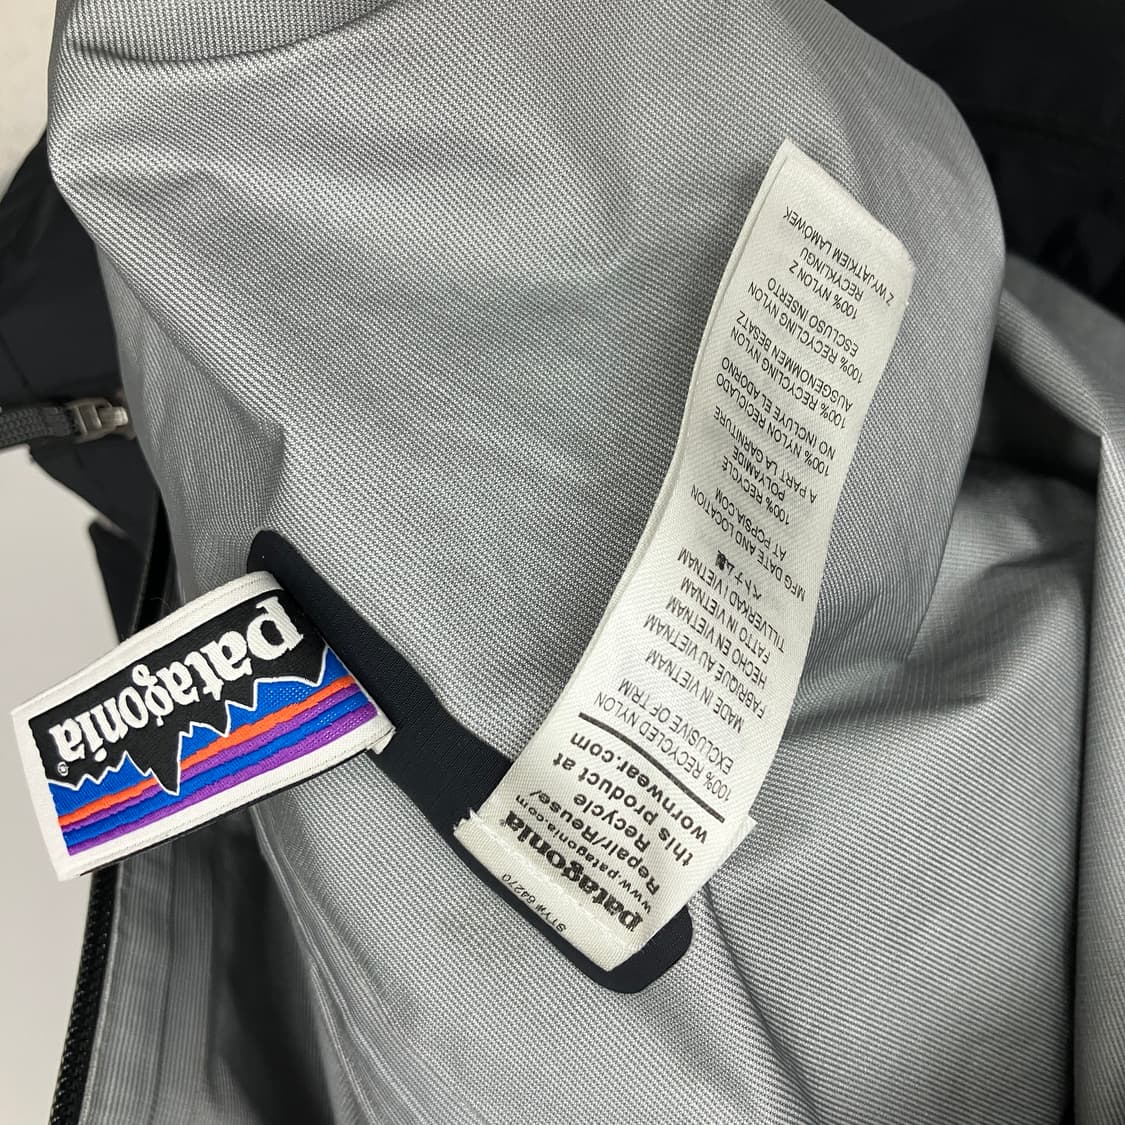 patagonia®
STY# 84270
patagonia
www.patagonia.com
Repair/Reuse/
Recycle
this product at
wornwear.com
100% RECYCLED NYLON
EXCLUSIVE OF TRIM
MADE IN VIETNAM
FABRIQUÉ AU VIETNAM
HECHO EN VIETNAM
FATTO IN VIETNAM
TILLVERKAD I VIETNAM
ベトナム製
MFG DATE AND LOCATION
AT PCPSIA.COM
100% RECYCLÉ
POLYAMIDE
À PART LA GARNITURE
100% NYLON RECICLADO
NO INCLUYE EL ADORNO
100% RECYCLING NYLON
AUSGENOMMEN BESATZ
100% RECYCLING NYLON
ESCLUSO INSERTO
100% NYLON Z
RECYKLINGU
Z WYJĄTKIEM LAMÓWEK